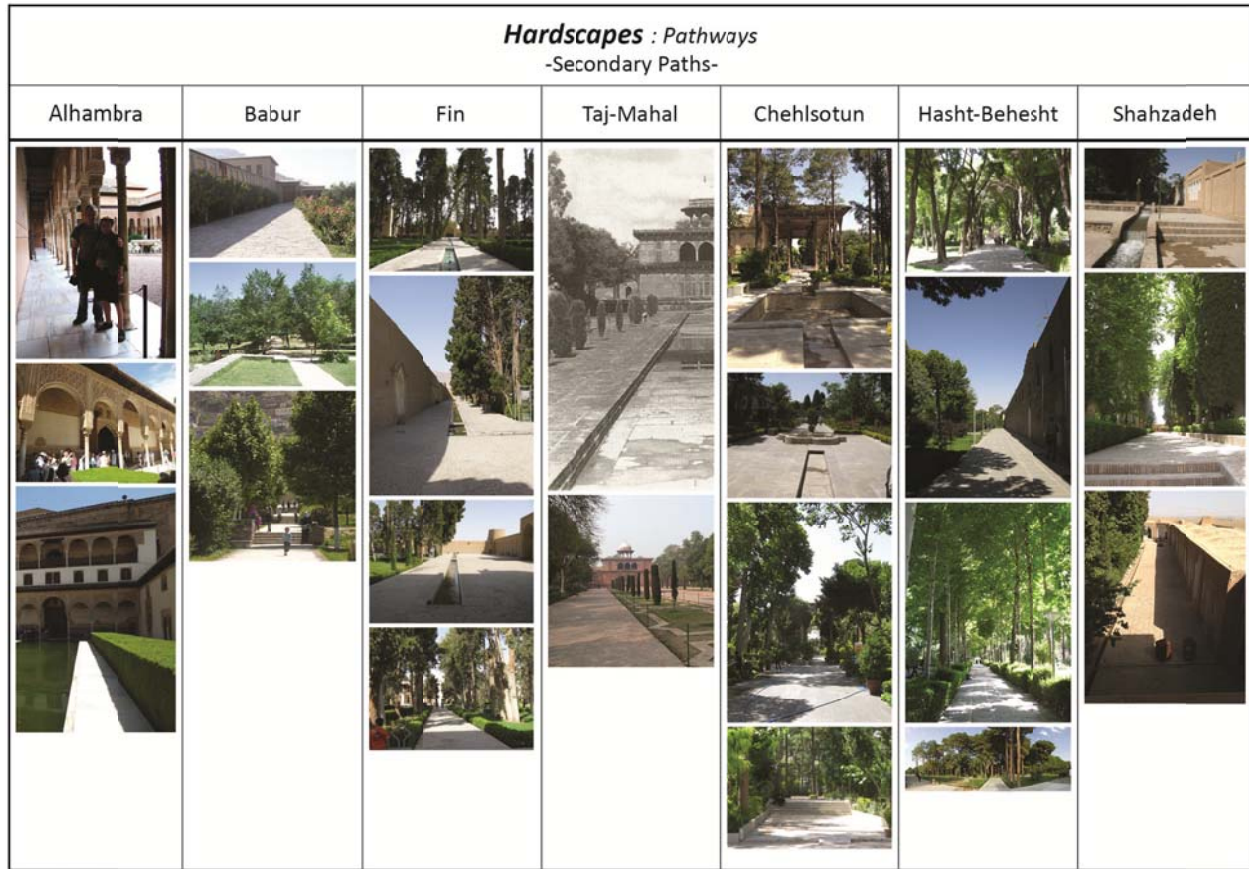 Hardscapes : Pathways
-Secondary Paths-
Alhambra Babur Fin Taj-Mahal Chehlsotun Hasht-Behesht Shahzadeh